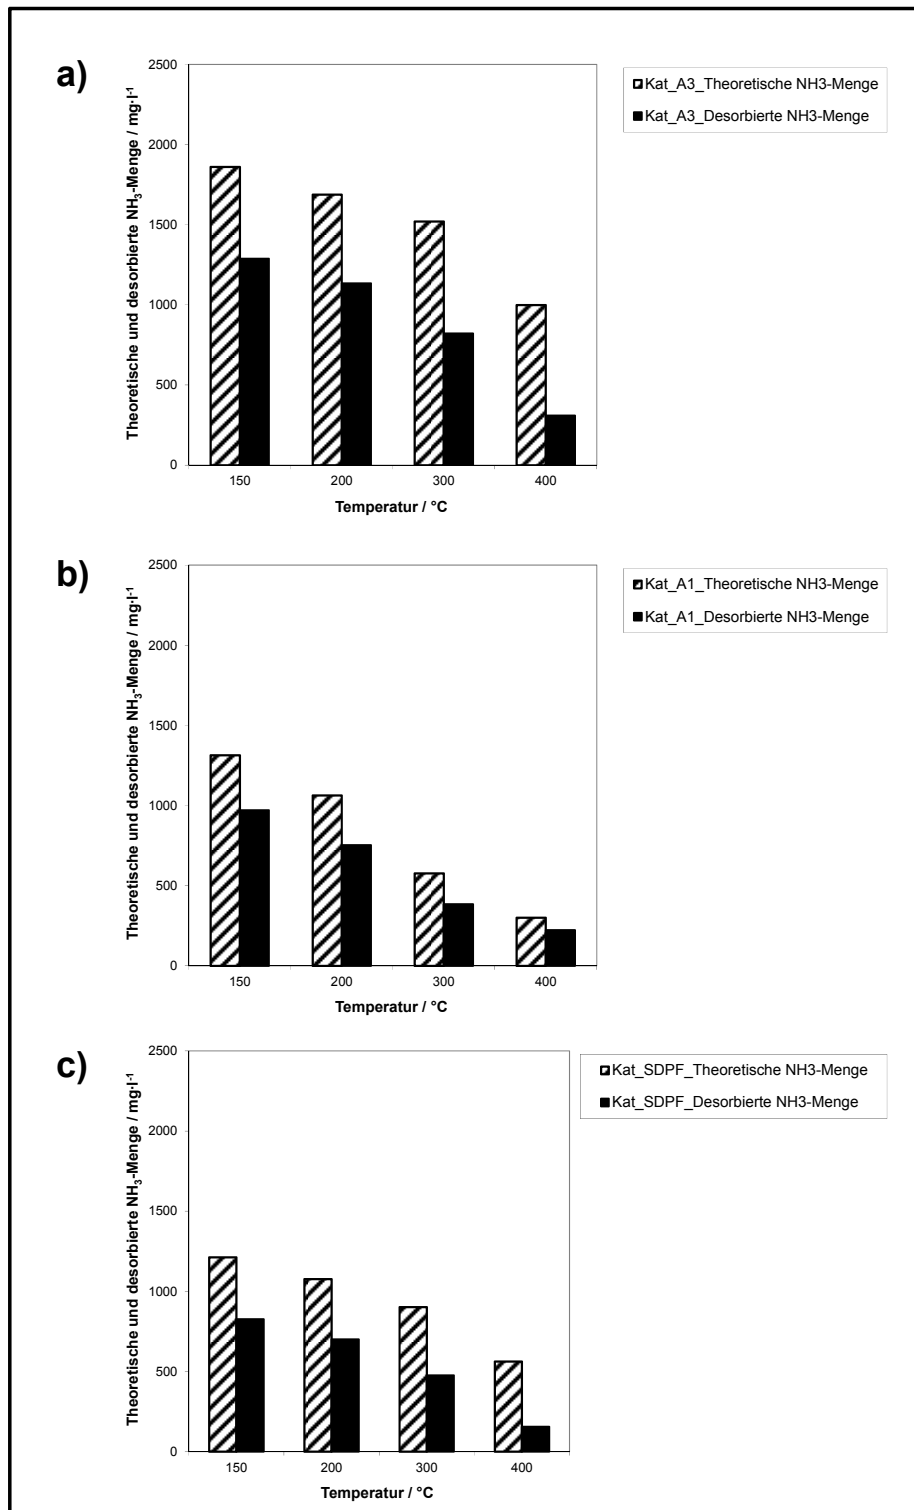 a)
Theoretische und desorbierte NH₃-Menge / mg·l⁻¹
2500
2000
1500
1000
500
0
150 200 300 400
Temperatur / °C
Kat_A3_Theoretische NH3-Menge
Kat_A3_Desorbierte NH3-Menge
b)
Theoretische und desorbierte NH₃-Menge / mg·l⁻¹
2500
2000
1500
1000
500
0
150 200 300 400
Temperatur / °C
Kat_A1_Theoretische NH3-Menge
Kat_A1_Desorbierte NH3-Menge
c)
Theoretische und desorbierte NH₃-Menge / mg·l⁻¹
2500
2000
1500
1000
500
0
150 200 300 400
Temperatur / °C
Kat_SDPF_Theoretische NH3-Menge
Kat_SDPF_Desorbierte NH3-Menge